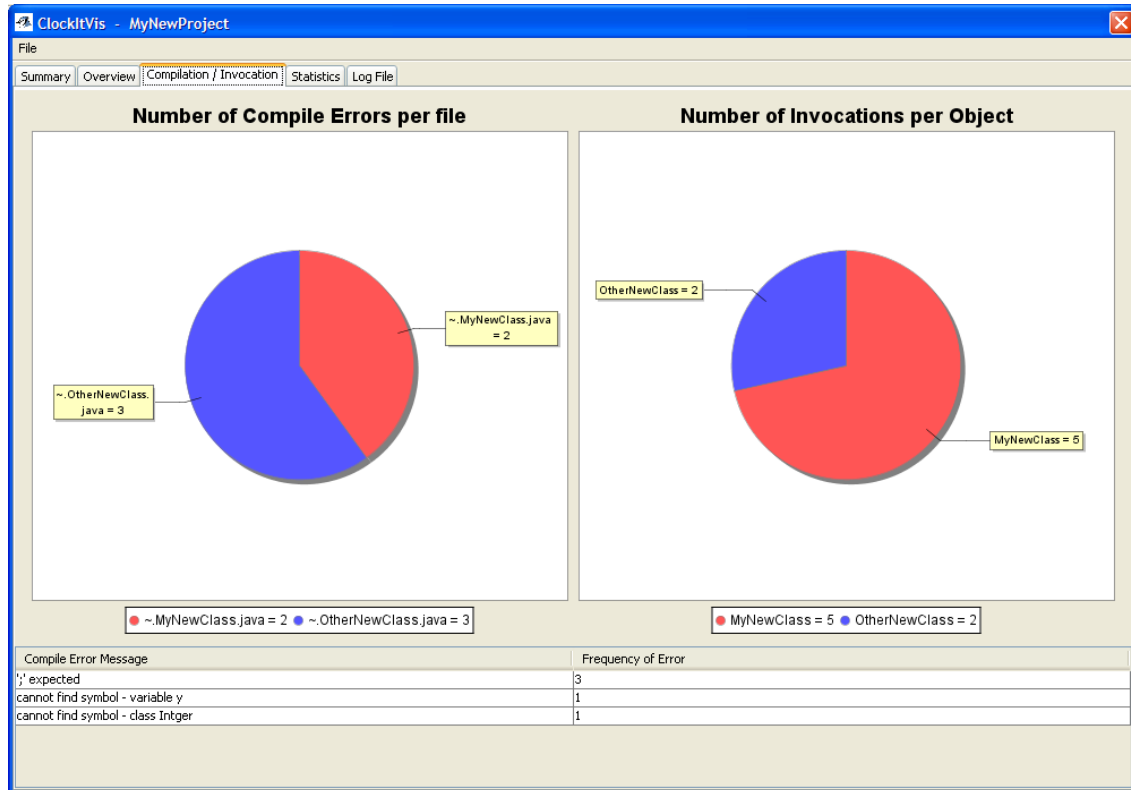 ClockItVis - MyNewProject
File
Summary Overview Compilation / Invocation Statistics Log File
Number of Compile Errors per file
Number of Invocations per Object
~.MyNewClass.java
= 2
~.OtherNewClass.
java = 3
OtherNewClass = 2
MyNewClass = 5
~.MyNewClass.java = 2 ~.OtherNewClass.java = 3
MyNewClass = 5 OtherNewClass = 2
Compile Error Message Frequency of Error
';' expected 3
cannot find symbol - variable y 1
cannot find symbol - class Intger 1